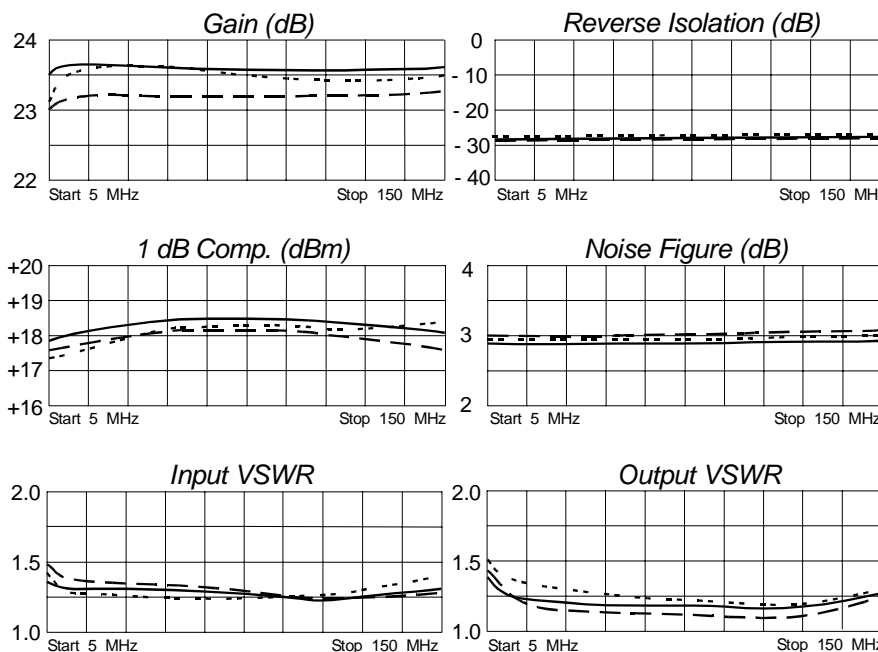 Gain (dB)
24
23
22
Start 5 MHz
Stop 150 MHz
Reverse Isolation (dB)
0
- 10
- 20
- 30
- 40
Start 5 MHz
Stop 150 MH
1 dB Comp. (dBm)
+20
+19
+18
+17
+16
Start 5 MHz
Stop 150 MHz
Noise Figure (dB)
4
3
2
Start 5 MHz
Stop 150 MHz
Input VSWR
2.0
1.5
1.0
Start 5 MHz
Stop 150 MHz
Output VSWR
2.0
1.5
1.0
Start 5 MHz
Stop 150 MHz